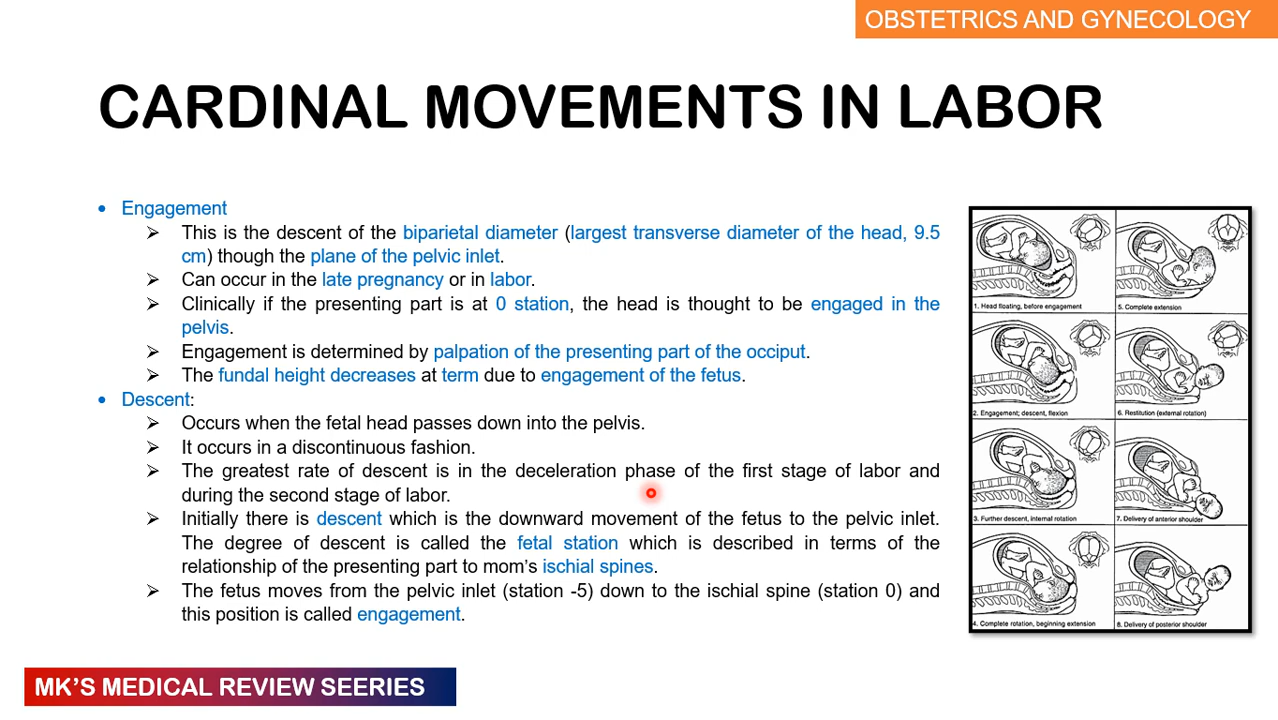 OBSTETRICS AND GYNECOLOGY
CARDINAL MOVEMENTS IN LABOR
• Engagement
➢ This is the descent of the biparietal diameter (largest transverse diameter of the head, 9.5
cm) though the plane of the pelvic inlet.
➢ Can occur in the late pregnancy or in labor.
➢ Clinically if the presenting part is at 0 station, the head is thought to be engaged in the
pelvis.
➢ Engagement is determined by palpation of the presenting part of the occiput.
➢ The fundal height decreases at term due to engagement of the fetus.
• Descent:
➢ Occurs when the fetal head passes down into the pelvis.
➢ It occurs in a discontinuous fashion.
➢ The greatest rate of descent is in the deceleration phase of the first stage of labor and
during the second stage of labor.
➢ Initially there is descent which is the downward movement of the fetus to the pelvic inlet.
The degree of descent is called the fetal station which is described in terms of the
relationship of the presenting part to mom's ischial spines.
➢ The fetus moves from the pelvic inlet (station -5) down to the ischial spine (station 0) and
this position is called engagement.
1. Head floating, before engagement
5. Complete extension
2. Engagement; descent, flexion
6. Restitution (external rotation)
3. Further descent, internal rotation
7. Delivery of anterior shoulder
4. Complete rotation, beginning extension
8. Delivery of posterior shoulder
MK'S MEDICAL REVIEW SEERIES